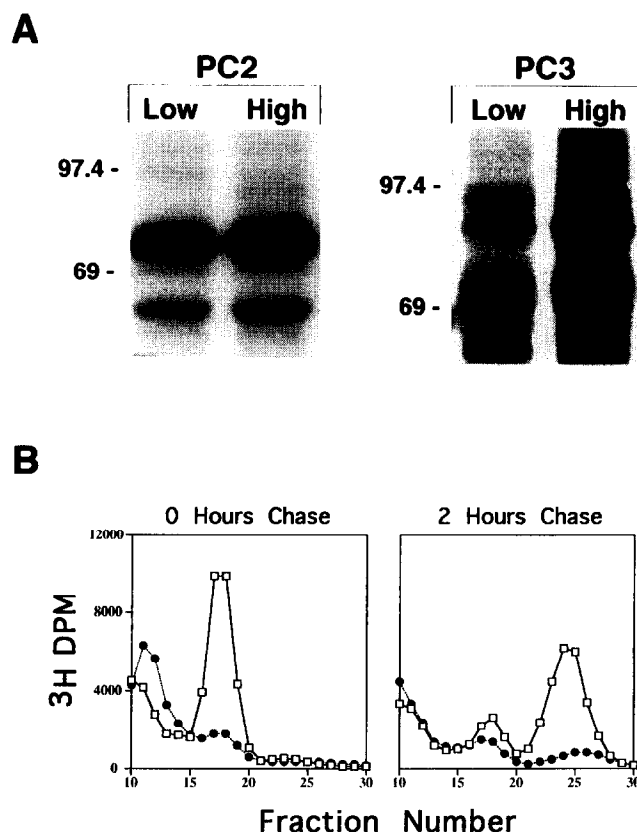 A
PC2 PC3
Low High Low High
97.4 -
69 -
97.4 -
69 -
B
0 Hours Chase 2 Hours Chase
12000
8000
4000
0
3H DPM
10 15 20 25 30 10 15 20 25 30
Fraction Number